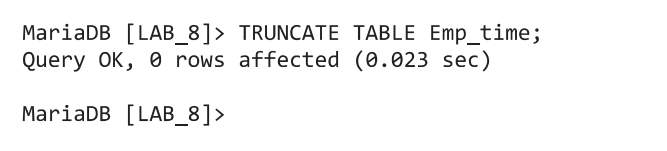 MariaDB [LAB_8]> TRUNCATE TABLE Emp_time;
Query OK, 0 rows affected (0.023 sec)
MariaDB [LAB_8]>